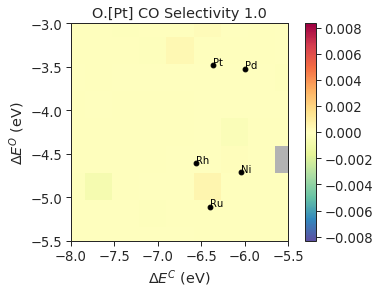 O.[Pt] CO Selectivity 1.0
−3.0
−3.5
−4.0
−4.5
−5.0
−5.5
ΔE^O (eV)
Pt
Pd
Rh
Ni
Ru
−8.0 −7.5 −7.0 −6.5 −6.0 −5.5
ΔE^C (eV)
0.008
0.006
0.004
0.002
0.000
−0.002
−0.004
−0.006
−0.008